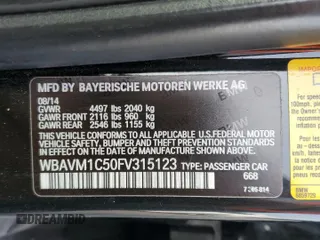 MFD BY BAYERISCHE MOTOREN WERKE AG
08/14
GVWR 4497 lbs 2040 kg
GAWR FRONT 2116 lbs 960 kg
GAWR REAR 2546 lbs 1155 kg
THIS VEHICLE CONFORMS TO ALL APPLICABLE
FEDERAL MOTOR VEHICLE SAFETY, BUMPER,
AND THEFT PREVENTION STANDARDS IN EFFECT ON
THE DATE OF MANUFACTURE SHOWN ABOVE.
WBAVM1C50FV315123 TYPE: PASSENGER CAR
668